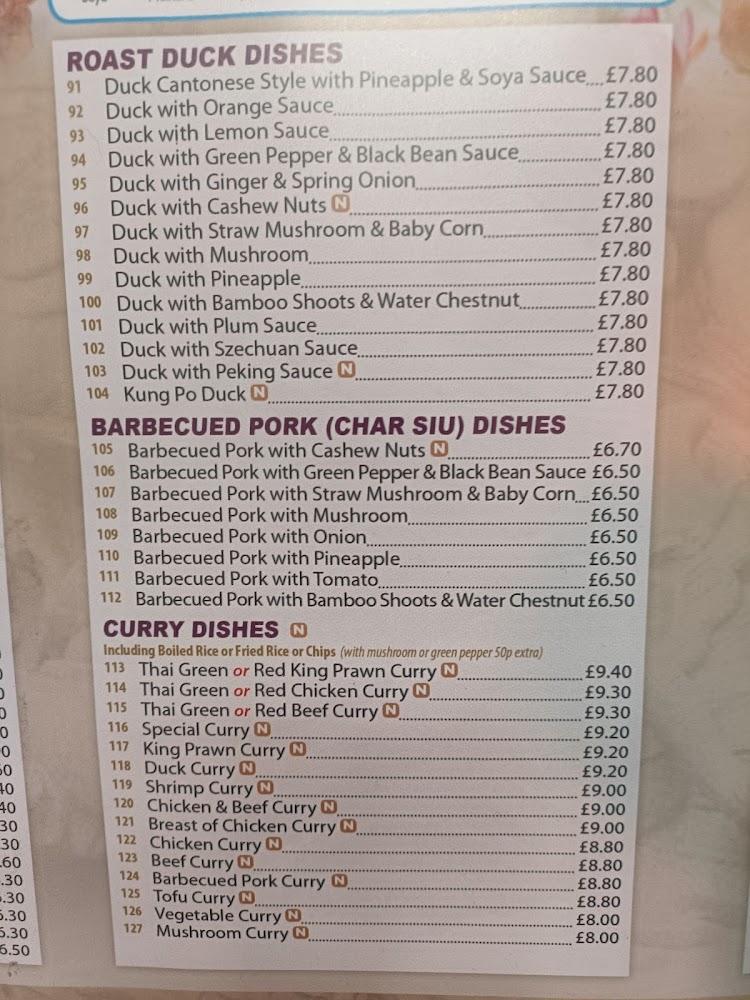 ROAST DUCK DISHES
91 Duck Cantonese Style with Pineapple & Soya Sauce £7.80
92 Duck with Orange Sauce £7.80
93 Duck with Lemon Sauce £7.80
94 Duck with Green Pepper & Black Bean Sauce £7.80
95 Duck with Ginger & Spring Onion £7.80
96 Duck with Cashew Nuts N £7.80
97 Duck with Straw Mushroom & Baby Corn £7.80
98 Duck with Mushroom £7.80
99 Duck with Pineapple £7.80
100 Duck with Bamboo Shoots & Water Chestnut £7.80
101 Duck with Plum Sauce £7.80
102 Duck with Szechuan Sauce £7.80
103 Duck with Peking Sauce N £7.80
104 Kung Po Duck N £7.80
BARBECUED PORK (CHAR SIU) DISHES
105 Barbecued Pork with Cashew Nuts N £6.70
106 Barbecued Pork with Green Pepper & Black Bean Sauce £6.50
107 Barbecued Pork with Straw Mushroom & Baby Corn £6.50
108 Barbecued Pork with Mushroom £6.50
109 Barbecued Pork with Onion £6.50
110 Barbecued Pork with Pineapple £6.50
111 Barbecued Pork with Tomato £6.50
112 Barbecued Pork with Bamboo Shoots & Water Chestnut £6.50
CURRY DISHES N
Including Boiled Rice or Fried Rice or Chips (with mushroom or green pepper 50p extra)
113 Thai Green or Red King Prawn Curry N £9.40
114 Thai Green or Red Chicken Curry N £9.30
115 Thai Green or Red Beef Curry N £9.30
116 Special Curry N £9.20
117 King Prawn Curry N £9.20
118 Duck Curry N £9.20
119 Shrimp Curry N £9.00
120 Chicken & Beef Curry N £9.00
121 Breast of Chicken Curry N £9.00
122 Chicken Curry N £8.80
123 Beef Curry N £8.80
124 Barbecued Pork Curry N £8.80
125 Tofu Curry N £8.80
126 Vegetable Curry N £8.00
127 Mushroom Curry N £8.00